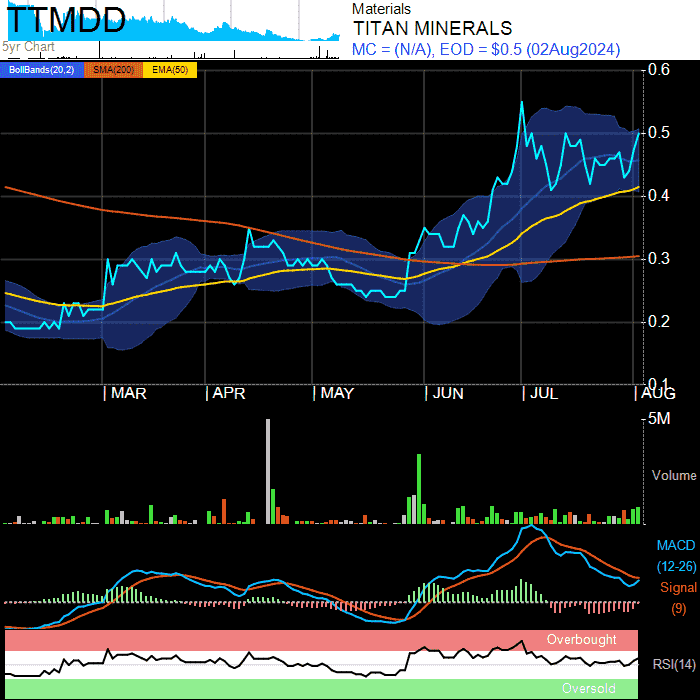 TTMDD
Materials
TITAN MINERALS
5yr Chart
MC = (N/A), EOD = $0.5 (02Aug2024)
BollBands(20,2) SMA(200) EMA(50)
0.6
0.5
0.4
0.3
0.2
0.1
MAR APR MAY JUN JUL AUG
5M
Volume
MACD
(12-26)
Signal
(9)
Overbought
RSI(14)
Oversold